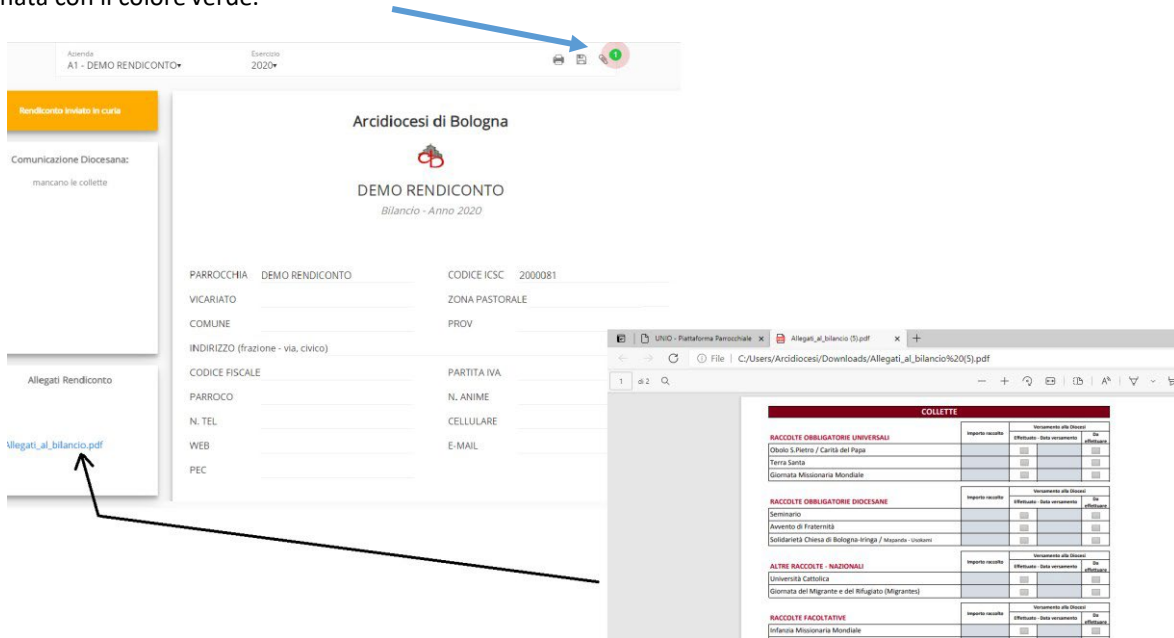 nata con il colore verde.
Azienda
A1 - DEMO RENDICONTO
Esercizio
2020
1
Rendiconto inviato in curia
Comunicazione Diocesana:
mancano le collette
Allegati Rendiconto
Allegati_al_bilancio.pdf
Arcidiocesi di Bologna
DEMO RENDICONTO
Bilancio - Anno 2020
PARROCCHIA DEMO RENDICONTO CODICE ICSC 2000081
VICARIATO ZONA PASTORALE
COMUNE PROV
INDIRIZZO (frazione - via, civico)
CODICE FISCALE PARTITA IVA
PARROCO N. ANIME
N. TEL CELLULARE
WEB E-MAIL
PEC
UNIO - Piattaforma Parrocchiale Allegati_al_bilancio (5).pdf
File C:/Users/Arcidiocesi/Downloads/Allegati_al_bilancio%20(5).pdf
1 di 2
COLLETTE
RACCOLTE OBBLIGATORIE UNIVERSALI Importo raccolto Versamento alla Diocesi
Effettuato - Data versamento Da effettuare
Obolo S.Pietro / Carità del Papa
Terra Santa
Giornata Missionaria Mondiale
RACCOLTE OBBLIGATORIE DIOCESANE Importo raccolto Versamento alla Diocesi
Effettuato - Data versamento Da effettuare
Seminario
Avvento di Fraternità
Solidarietà Chiesa di Bologna-Iringa / Mapanda - Usokami
ALTRE RACCOLTE - NAZIONALI Importo raccolto Versamento alla Diocesi
Effettuato - Data versamento Da effettuare
Università Cattolica
Giornata del Migrante e del Rifugiato (Migrantes)
RACCOLTE FACOLTATIVE Importo raccolto Versamento alla Diocesi
Effettuato - Data versamento Da effettuare
Infanzia Missionaria Mondiale